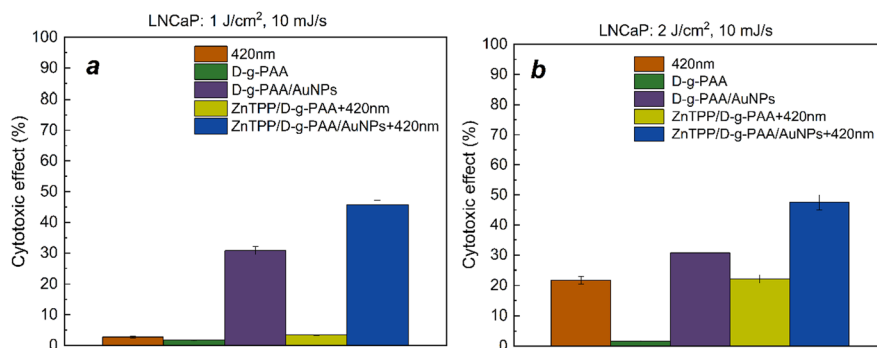 LNCaP: 1 J/cm², 10 mJ/s
a
Cytotoxic effect (%)
100
90
80
70
60
50
40
30
20
10
0
420nm
D-g-PAA
D-g-PAA/AuNPs
ZnTPP/D-g-PAA+420nm
ZnTPP/D-g-PAA/AuNPs+420nm
LNCaP: 2 J/cm², 10 mJ/s
b
Cytotoxic effect (%)
100
90
80
70
60
50
40
30
20
10
0
420nm
D-g-PAA
D-g-PAA/AuNPs
ZnTPP/D-g-PAA+420nm
ZnTPP/D-g-PAA/AuNPs+420nm